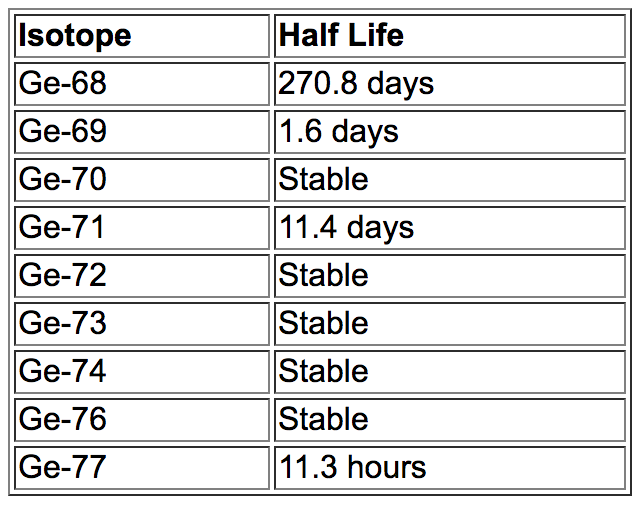 Isotope Half Life
Ge-68 270.8 days
Ge-69 1.6 days
Ge-70 Stable
Ge-71 11.4 days
Ge-72 Stable
Ge-73 Stable
Ge-74 Stable
Ge-76 Stable
Ge-77 11.3 hours